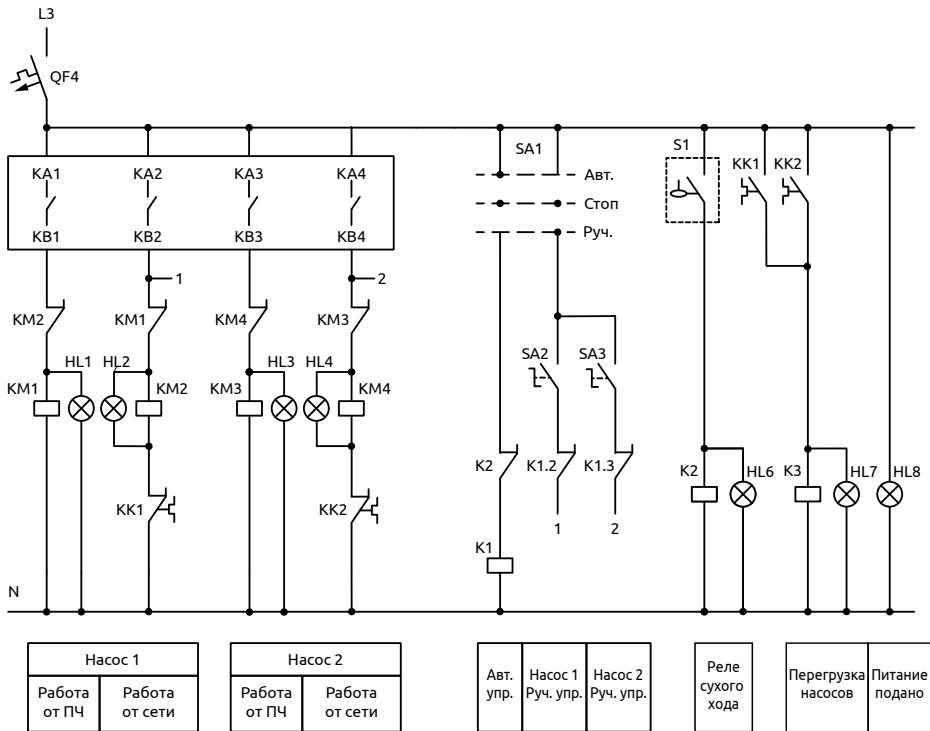 L3
QF4
SA1
S1
KA1 KA2 KA3 KA4
KK1 KK2
Авт.
Стоп
Руч.
KB1 KB2 KB3 KB4
1 2
KM2 KM1 KM4 KM3
HL1 HL2 HL3 HL4
SA2 SA3
KM1 KM2 KM3 KM4
K2 K1.2 K1.3
K2 HL6 K3 HL7 HL8
KK1 KK2
1 2
K1
N
Насос 1
Работа от ПЧ
Работа от сети
Насос 2
Работа от ПЧ
Работа от сети
Авт. упр.
Насос 1 Руч. упр.
Насос 2 Руч. упр.
Реле сухого хода
Перегрузка насосов
Питание подано